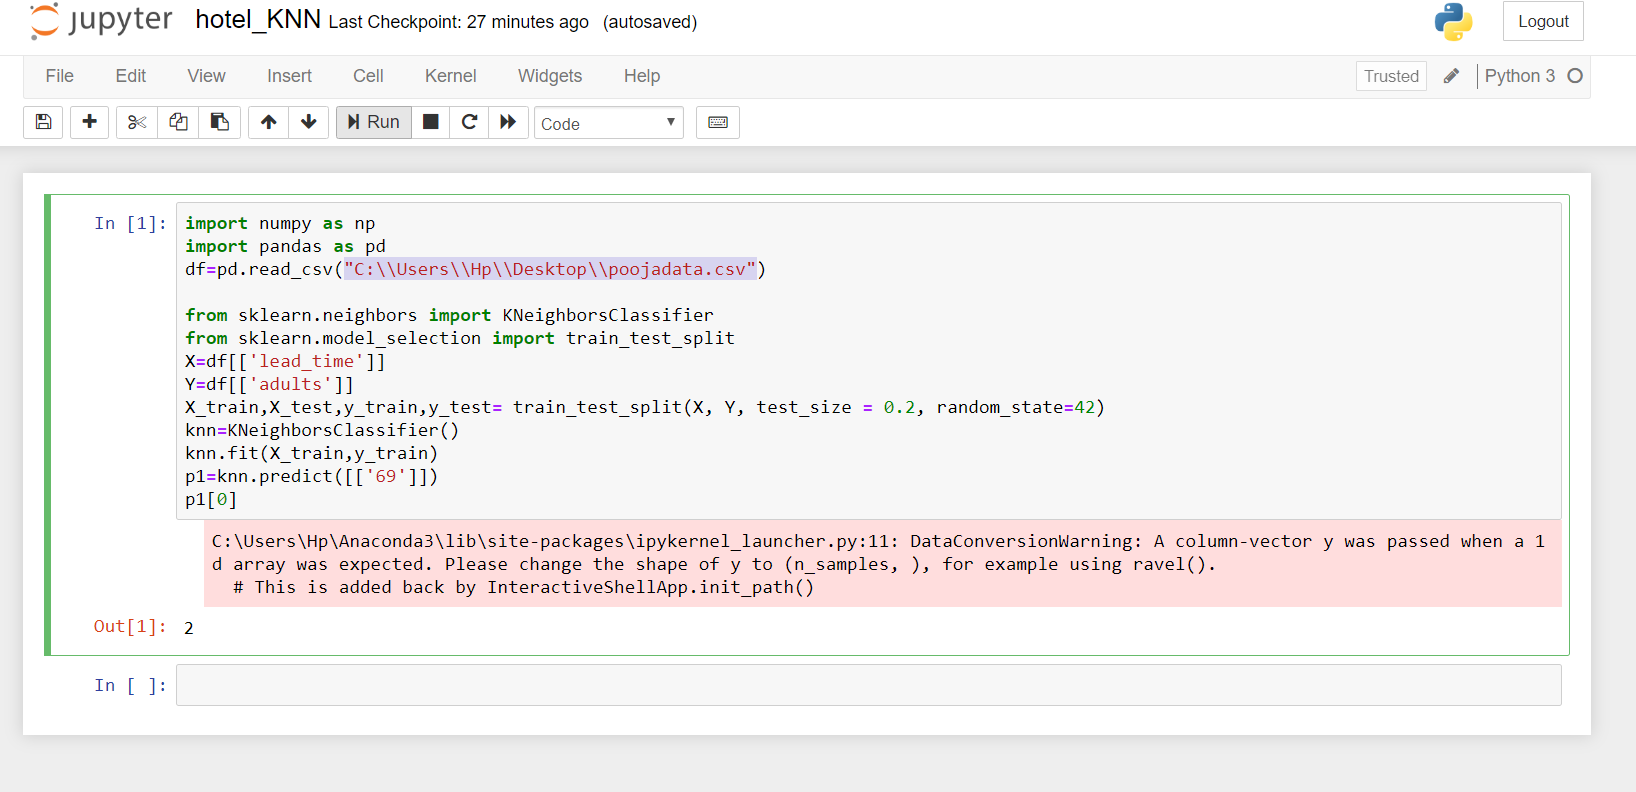 jupyter hotel_KNN Last Checkpoint: 27 minutes ago (autosaved) Logout
File Edit View Insert Cell Kernel Widgets Help Trusted Python 3
Run Code
In [1]: import numpy as np
import pandas as pd
df=pd.read_csv("C:\\Users\\Hp\\Desktop\\poojadata.csv")
from sklearn.neighbors import KNeighborsClassifier
from sklearn.model_selection import train_test_split
X=df[['lead_time']]
Y=df[['adults']]
X_train,X_test,y_train,y_test= train_test_split(X, Y, test_size = 0.2, random_state=42)
knn=KNeighborsClassifier()
knn.fit(X_train,y_train)
p1=knn.predict([['69']])
p1[0]
C:\Users\Hp\Anaconda3\lib\site-packages\ipykernel_launcher.py:11: DataConversionWarning: A column-vector y was passed when a 1
d array was expected. Please change the shape of y to (n_samples, ), for example using ravel().
# This is added back by InteractiveShellApp.init_path()
Out[1]: 2
In [ ]: